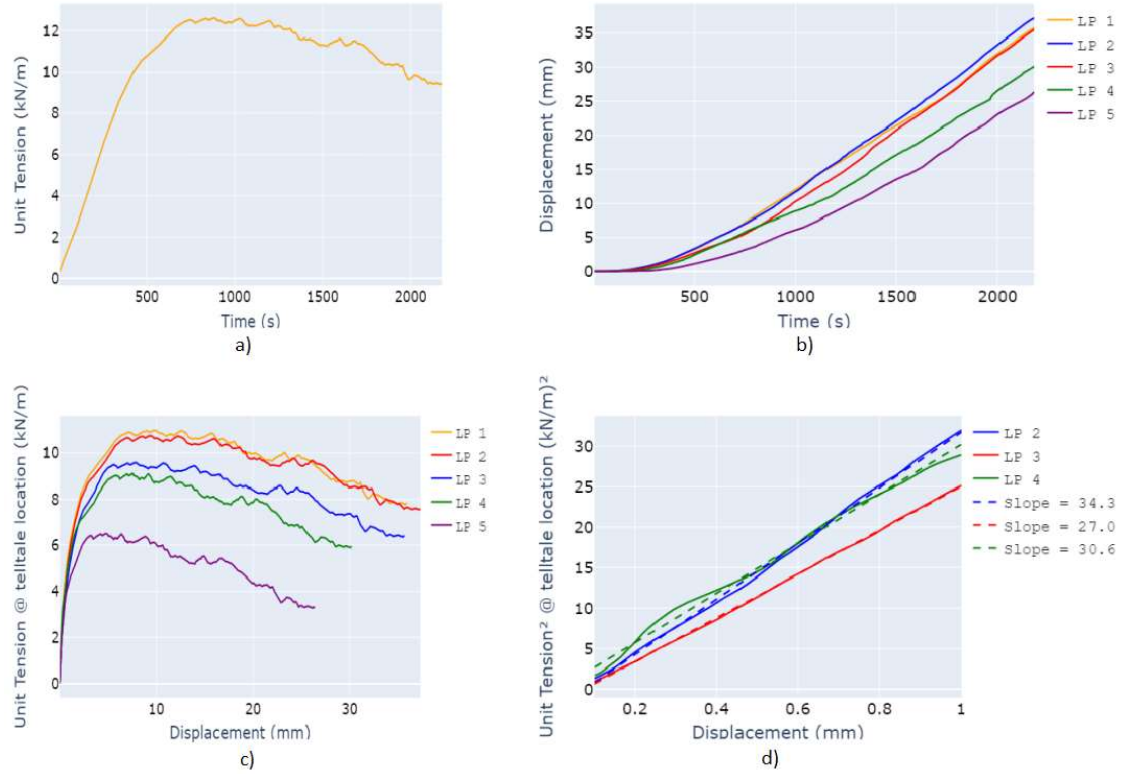 Unit Tension (kN/m)
12
10
8
6
4
2
0
500
1000
1500
2000
Time (s)
a)
Displacement (mm)
35
30
25
20
15
10
5
0
500
1000
1500
2000
Time (s)
b)
LP 1
LP 2
LP 3
LP 4
LP 5
Unit Tension @ telltale location (kN/m)
10
8
6
4
2
0
10
20
30
Displacement (mm)
c)
LP 1
LP 2
LP 3
LP 4
LP 5
Unit Tension² @ telltale location (kN/m)²
30
25
20
15
10
5
0
0.2
0.4
0.6
0.8
1
Displacement (mm)
d)
LP 2
LP 3
LP 4
Slope = 34.3
Slope = 27.0
Slope = 30.6